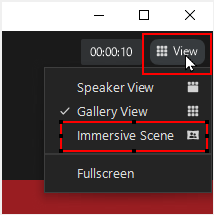 00:00:10 View
Speaker View
Gallery View
Immersive Scene
Fullscreen